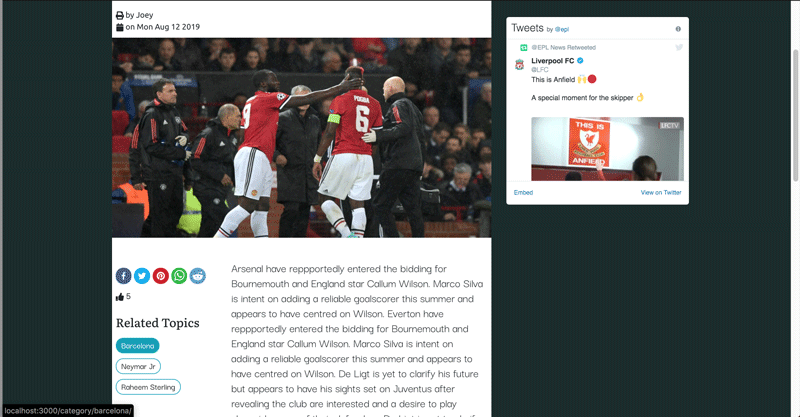 by Joey
on Mon Aug 12 2019
9
POGBA
6
5
Related Topics
Barcelona
Neymar Jr
Raheem Sterling
Arsenal have reppportedly entered the bidding for
Bournemouth and England star Callum Wilson. Marco Silva
is intent on adding a reliable goalscorer this summer and
appears to have centred on Wilson. Everton have
reppportedly entered the bidding for Bournemouth and
England star Callum Wilson. Marco Silva is intent on
adding a reliable goalscorer this summer and appears to
have centred on Wilson. De Ligt is yet to clarify his future
but appears to have his sights set on Juventus after
revealing the club are interested and a desire to play
Tweets by @epl
@EPL News Retweeted
Liverpool FC
@LFC
This is Anfield
A special moment for the skipper
THIS IS
ANFIELD
LFCTV
Embed
View on Twitter
localhost:3000/category/barcelona/